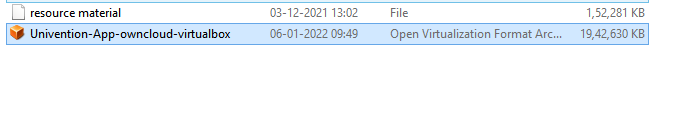 resource material 03-12-2021 13:02 File 1,52,281 KB
Univention-App-owncloud-virtualbox 06-01-2022 09:49 Open Virtualization Format Arc... 19,42,630 KB